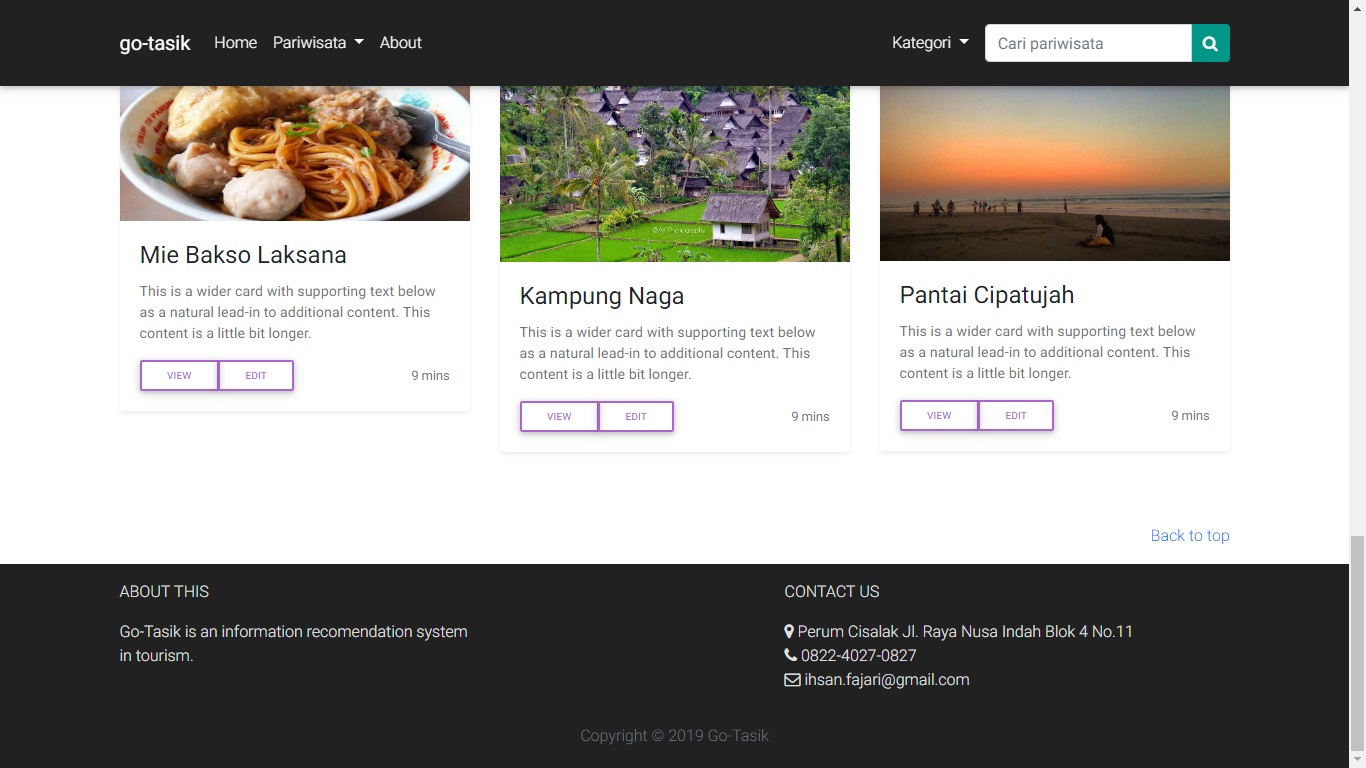 go-tasik Home Pariwisata About Kategori Cari pariwisata
Mie Bakso Laksana
This is a wider card with supporting text below
as a natural lead-in to additional content. This
content is a little bit longer.
VIEW EDIT 9 mins
Kampung Naga
This is a wider card with supporting text below
as a natural lead-in to additional content. This
content is a little bit longer.
VIEW EDIT 9 mins
Pantai Cipatujah
This is a wider card with supporting text below
as a natural lead-in to additional content. This
content is a little bit longer.
VIEW EDIT 9 mins
Back to top
ABOUT THIS
Go-Tasik is an information recomendation system
in tourism.
CONTACT US
Perum Cisalak Jl. Raya Nusa Indah Blok 4 No.11
0822-4027-0827
ihsan.fajari@gmail.com
Copyright © 2019 Go-Tasik